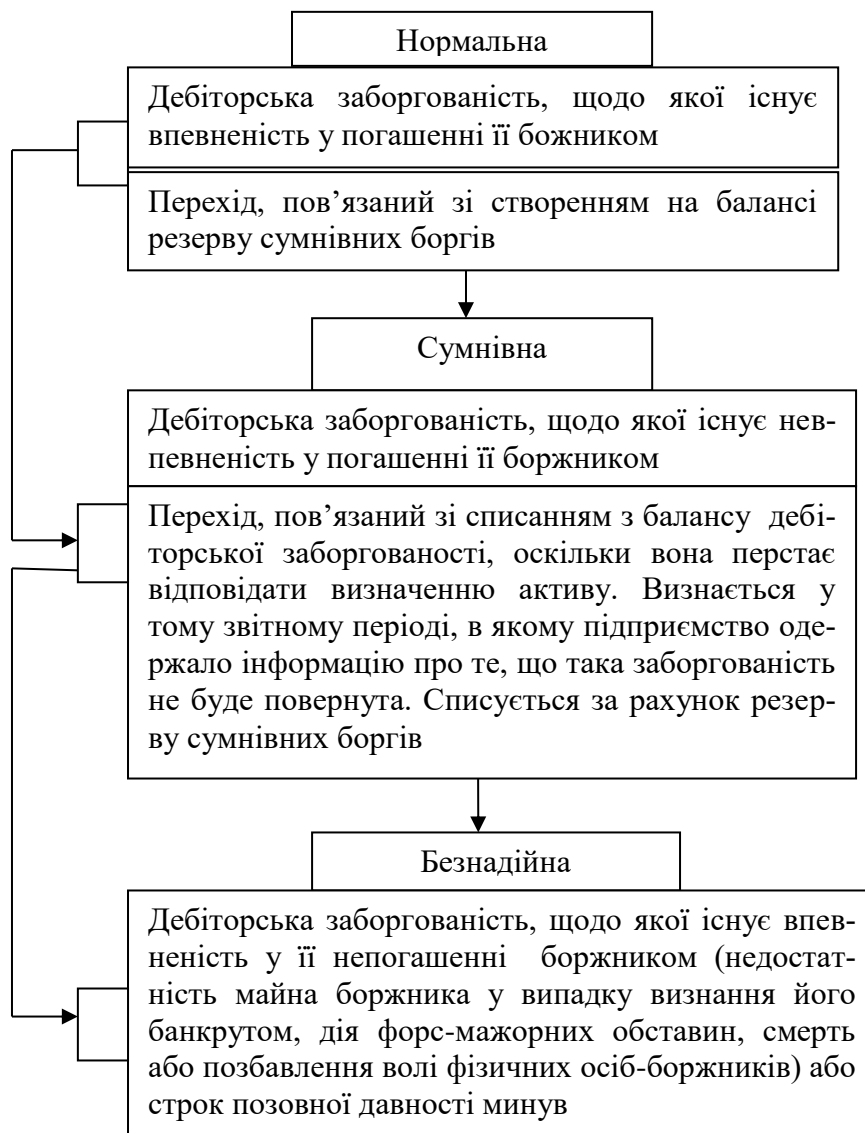 Нормальна
Дебіторська заборгованість, щодо якої існує
впевненість у погашенні її божником
Перехід, пов’язаний зі створенням на балансі
резерву сумнівних боргів
Сумнівна
Дебіторська заборгованість, щодо якої існує нев-
певненість у погашенні її боржником
Перехід, пов’язаний зі списанням з балансу дебі-
торської заборгованості, оскільки вона перстає
відповідати визначенню активу. Визнається у
тому звітному періоді, в якому підприємство оде-
ржало інформацію про те, що така заборгованість
не буде повернута. Списується за рахунок резер-
ву сумнівних боргів
Безнадійна
Дебіторська заборгованість, щодо якої існує впев-
неність у її непогашенні боржником (недостат-
ність майна боржника у випадку визнання його
банкрутом, дія форс-мажорних обставин, смерть
або позбавлення волі фізичних осіб-боржників) або
строк позовної давності минув